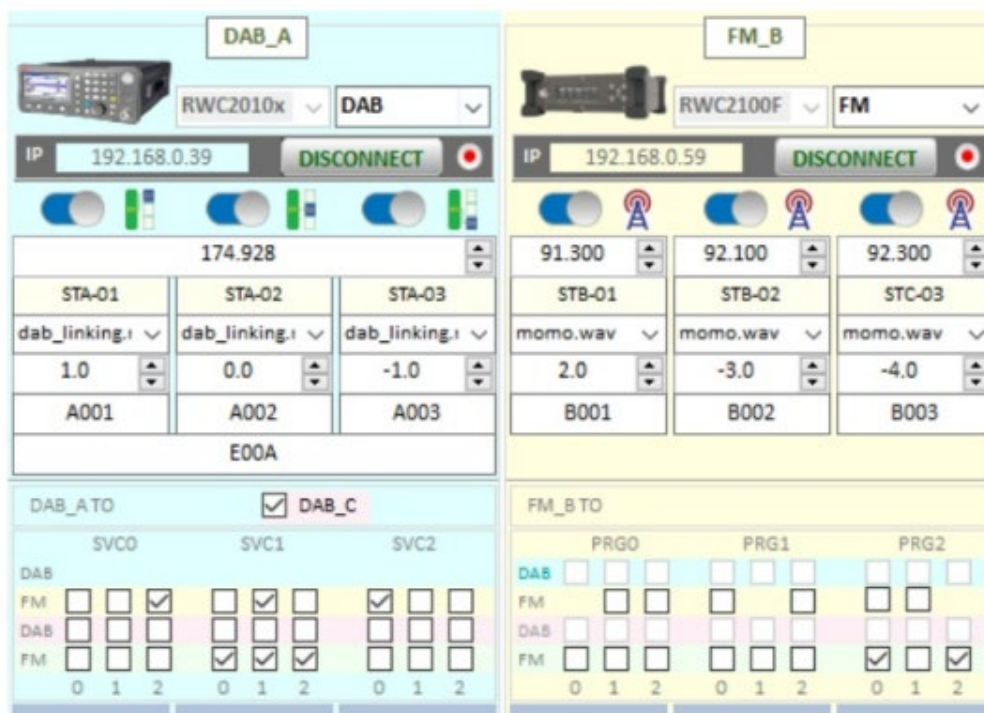 DAB_A
RWC2010x DAB
IP 192.168.0.39 DISCONNECT
174.928
STA-01 STA-02 STA-03
dab_linking. dab_linking. dab_linking.
1.0 0.0 -1.0
A001 A002 A003
E00A
DAB_A TO DAB_C
SVC0 SVC1 SVC2
DAB
FM
DAB
FM
0 1 2 0 1 2 0 1 2
FM_B
RWC2100F FM
IP 192.168.0.59 DISCONNECT
91.300 92.100 92.300
STB-01 STB-02 STC-03
momo.wav momo.wav momo.wav
2.0 -3.0 -4.0
B001 B002 B003
FM_B TO
PRG0 PRG1 PRG2
DAB
FM
DAB
FM
0 1 2 0 1 2 0 1 2